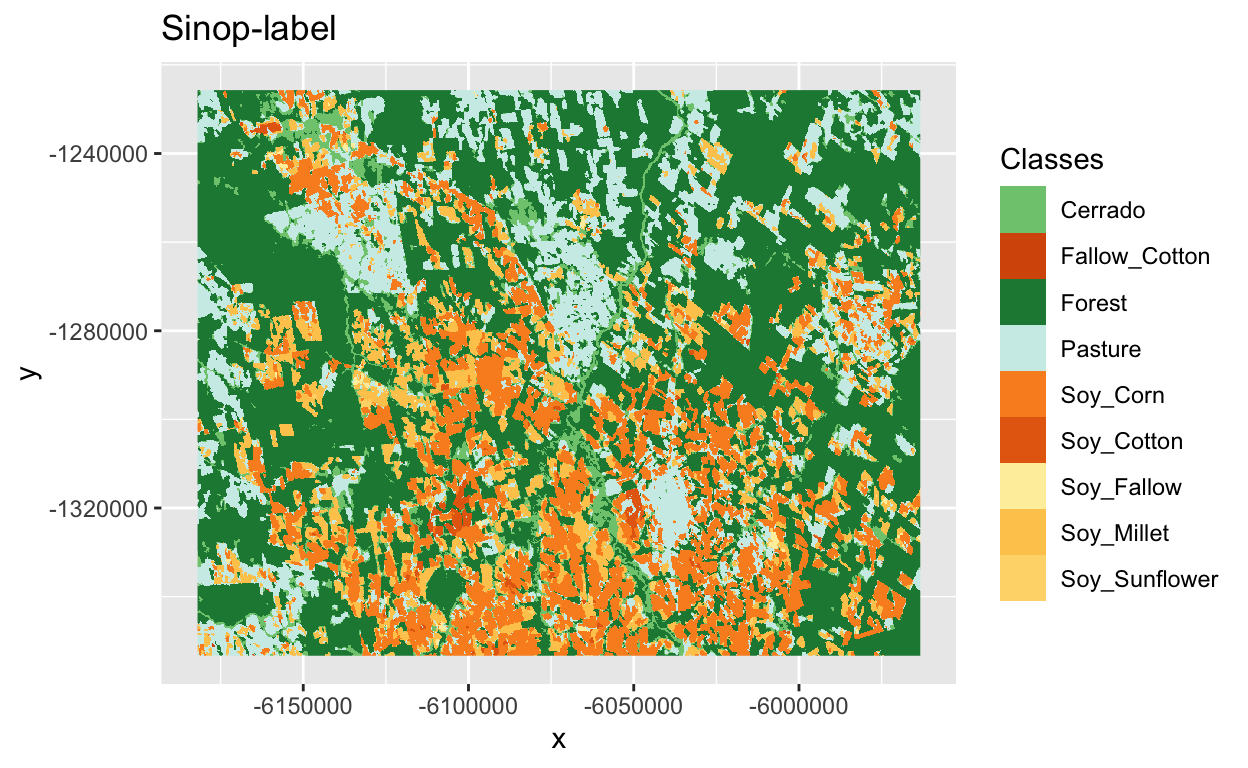 Sinop-label
-1240000
-1280000
-1320000
y
-6150000
-6100000
-6050000
-6000000
x
Classes
Cerrado
Fallow_Cotton
Forest
Pasture
Soy_Corn
Soy_Cotton
Soy_Fallow
Soy_Millet
Soy_Sunflower